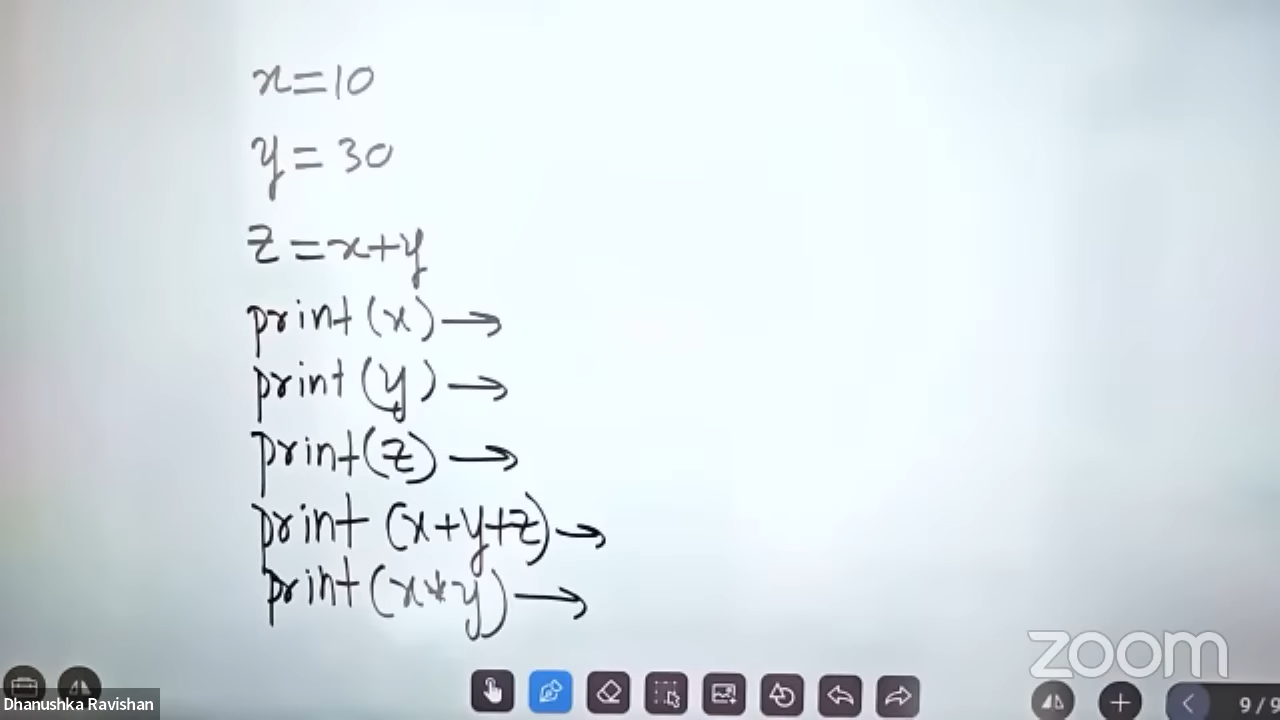 x=10
y=30
z=x+y
print(x)→
print(y)→
print(z)→
print(x+y+z)→
print(x*y)→
zoom
Dhanushka Ravishan
9/9